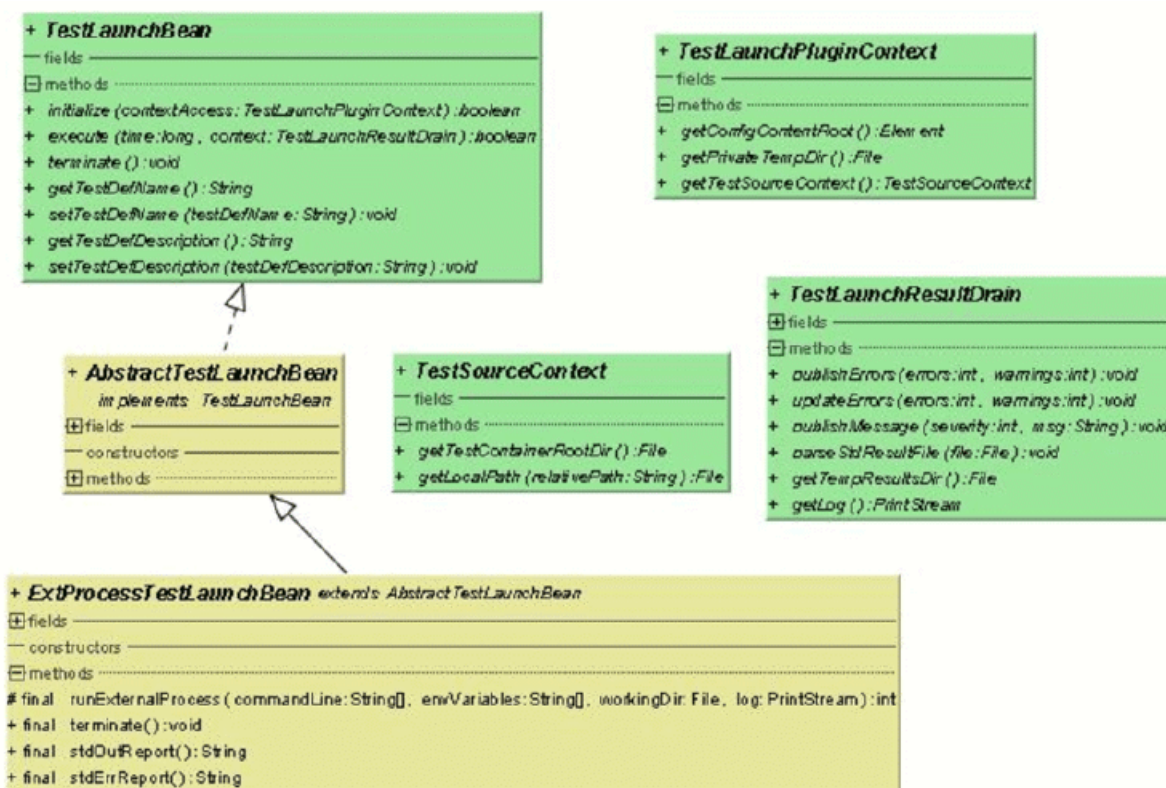 + TestLaunchBean
fields
methods
+ initialize (contextAccess: TestLaunchPluginContext) : boolean
+ execute (time:long , context: TestLaunchResultDrain) : boolean
+ terminate () : void
+ getTestDefName () : String
+ setTestDefName (testDefName: String) : void
+ getTestDefDescription () : String
+ setTestDefDescription (testDefDescription: String) : void
+ TestLaunchPluginContext
fields
methods
+ getConfigContentRoot () : Element
+ getPrivateTempDir () : File
+ getTestSourceContext () : TestSourceContext
+ AbstractTestLaunchBean
implements TestLaunchBean
fields
constructors
methods
+ TestSourceContext
fields
methods
+ getTestContainerRootDir () : File
+ getLocalPath (relativePath: String) : File
+ TestLaunchResultDrain
fields
methods
+ publishErrors (errors:int , warnings:int) : void
+ updateErrors (errors:int , warnings:int) : void
+ publishMessage (severity:int , msg: String) : void
+ parseStdResultFile (file: File) : void
+ getTempResultsDir () : File
+ getLog () : PrintStream
+ ExtProcessTestLaunchBean extends AbstractTestLaunchBean
fields
constructors
methods
# final runExternalProcess ( commandLine: String[], envVariables: String[], workingDir: File, log: PrintStream) : int
+ final terminate() : void
+ final stdOutReport() : String
+ final stdErrReport() : String